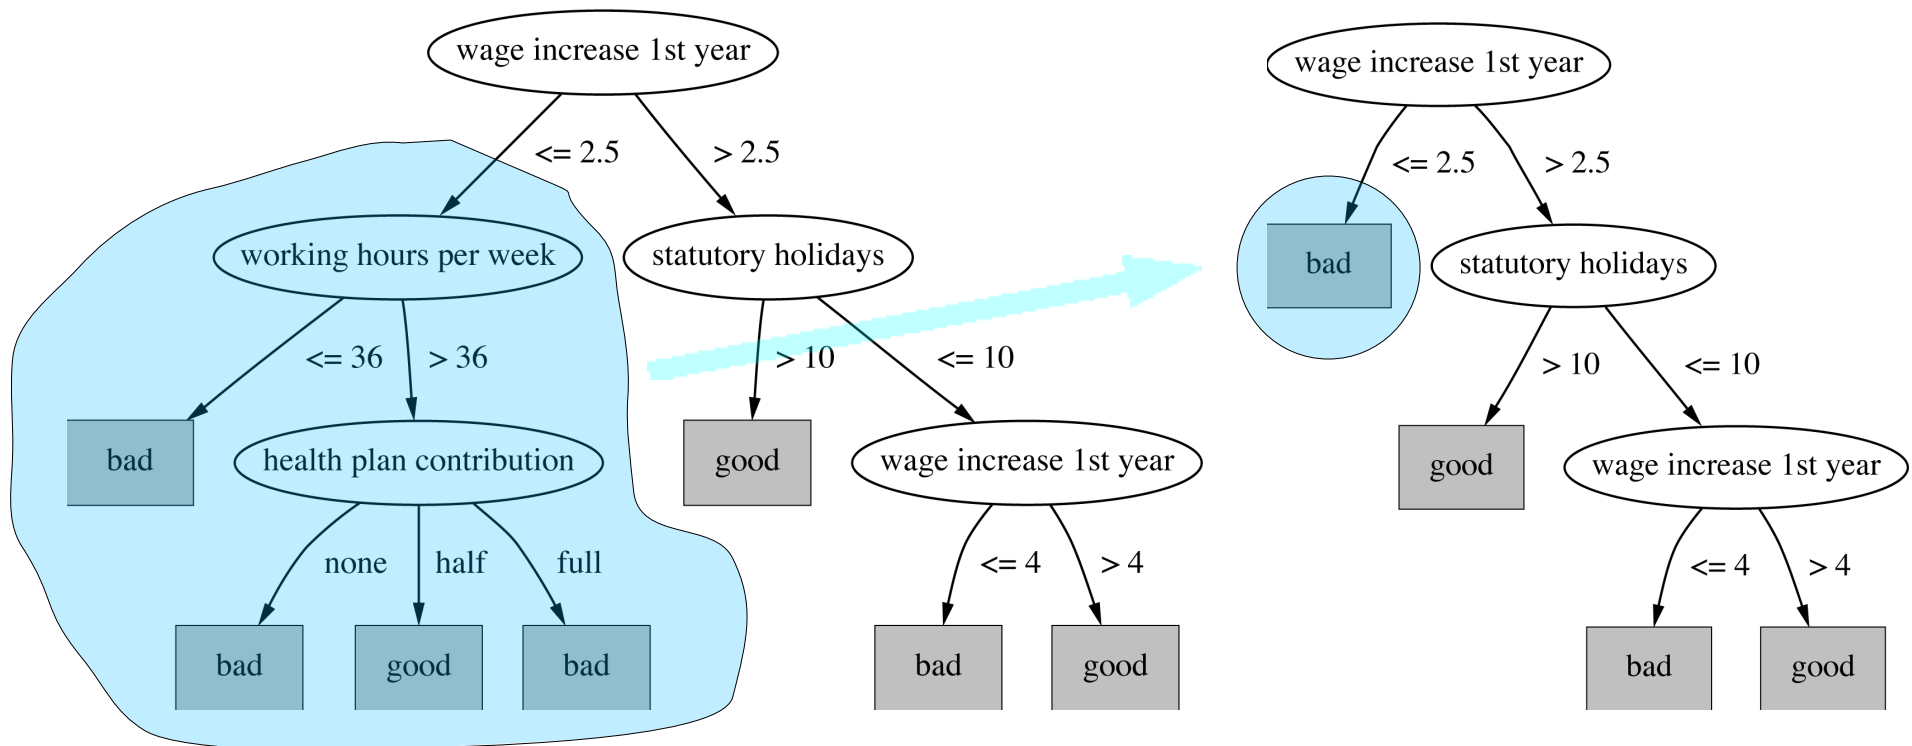 wage increase 1st year
<= 2.5
> 2.5
working hours per week
statutory holidays
<= 36
> 36
> 10
<= 10
bad
health plan contribution
good
wage increase 1st year
none
half
full
<= 4
> 4
bad
good
bad
bad
good
wage increase 1st year
<= 2.5
> 2.5
bad
statutory holidays
> 10
<= 10
good
wage increase 1st year
<= 4
> 4
bad
good